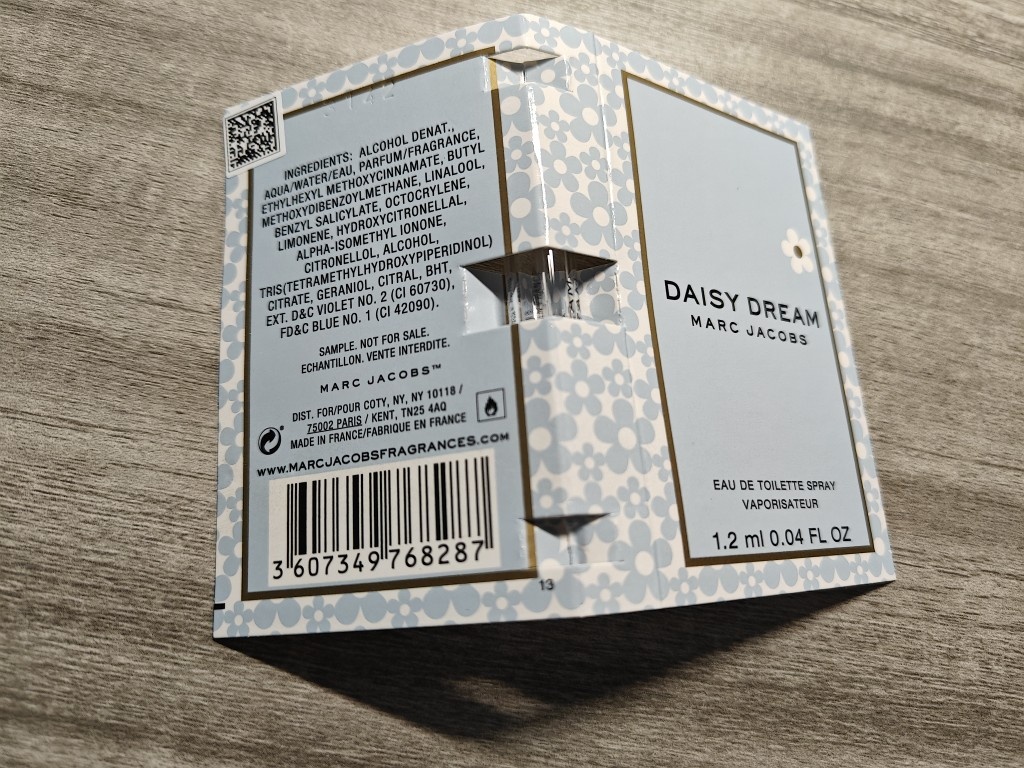 INGREDIENTS: ALCOHOL DENAT.,
AQUA/WATER/EAU, PARFUM/FRAGRANCE,
ETHYLHEXYL METHOXYCINNAMATE, BUTYL
METHOXYDIBENZOYLMETHANE, LINALOOL,
BENZYL SALICYLATE, OCTOCRYLENE,
LIMONENE, HYDROXYCITRONELLAL,
ALPHA-ISOMETHYL IONONE,
CITRONELLOL, ALCOHOL,
TRIS(TETRAMETHYLHYDROXYPIPERIDINOL)
CITRATE, GERANIOL, CITRAL, BHT,
EXT. D&C VIOLET NO. 2 (CI 60730),
FD&C BLUE NO. 1 (CI 42090).
SAMPLE. NOT FOR SALE.
ECHANTILLON. VENTE INTERDITE.
MARC JACOBS™
DIST. FOR/POUR COTY, NY, NY 10118 /
75002 PARIS / KENT, TN25 4AQ
MADE IN FRANCE/FABRIQUE EN FRANCE
WWW.MARCJACOBSFRAGRANCES.COM
3 607349 768287
13
DAISY DREAM
MARC JACOBS
EAU DE TOILETTE SPRAY
VAPORISATEUR
1.2 ml 0.04 FL OZ